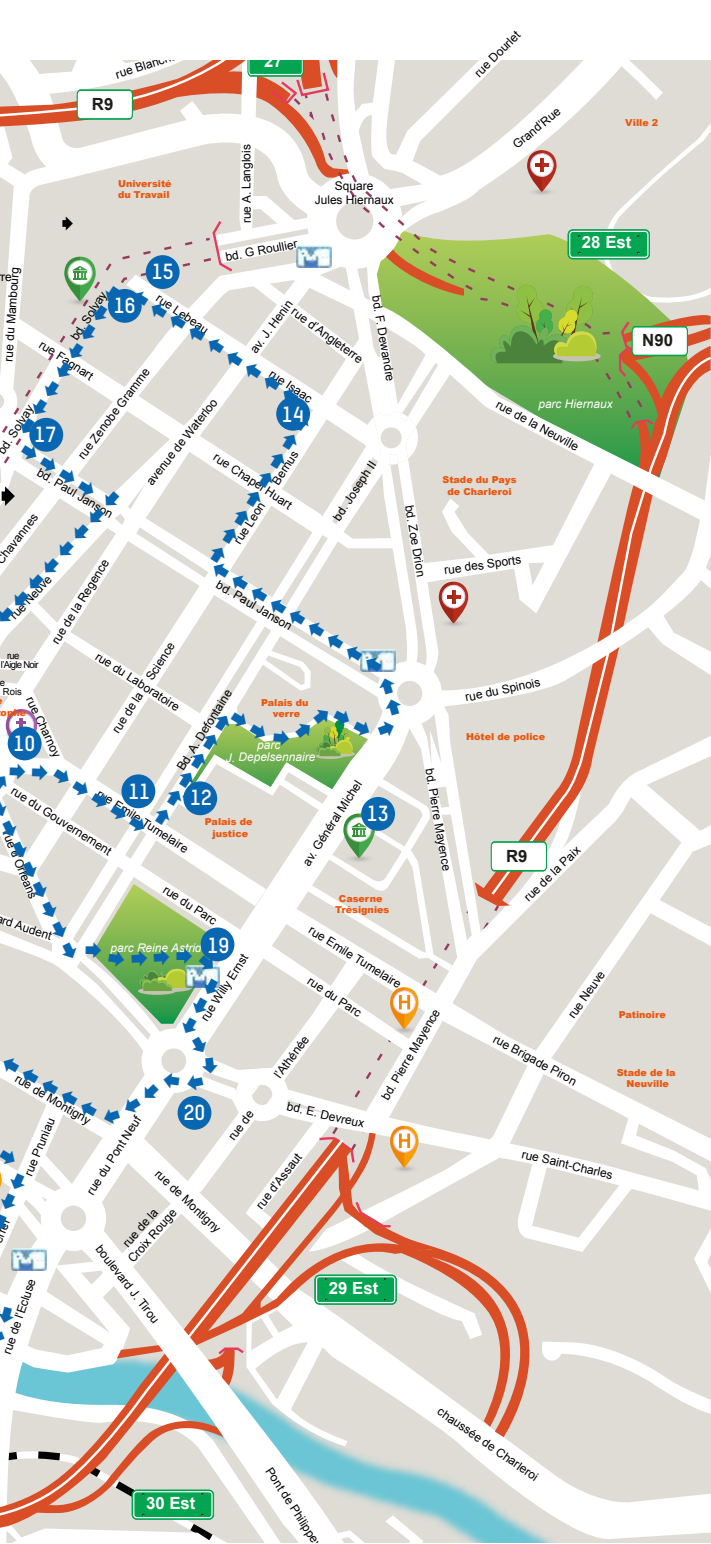 rue Dourlet
rue Blanch
27
R9
Ville 2
Grand'Rue
Université
du Travail
rue A. Langlois
Square
Jules Hiernaux
28 Est
bd. G Roullier
15
16
rue du Mambourg
bd. Solvay
rue Lebeau
av. J. Henin
rue d'Angleterre
bd. F. Dewandre
N90
rue Fagnart
rue Zenobe Gramme
rue Isaac
14
parc Hiernaux
rue de la Neuville
avenue de Waterloo
bd. Solvay
17
rue Chapel
Huart
Bernus
rue Leon
bd. Joseph II
Stade du Pays
de Charleroi
bd. Paul Janson
Chavannes
bd. Zoe Drion
rue des Sports
rue Neuve
rue de la Regence
bd. Paul Janson
rue
l'Aigle Noir
Rois
rue Charnoy
10
rue du Laboratoire
rue de la Science
Palais du
verre
rue du Spinois
Bd. A. Defontaine
parc
J. Depelsennaire
Hôtel de police
11
12
rue Emile Tumelaire
rue du Gouvernement
Palais de
justice
av. Général Michel
13
bd. Pierre Mayence
rue d'Orleans
R9
rue de la Paix
rue du Parc
Caserne
Trésignies
ard Audent
parc Reine Astrid
19
rue Willy Ernst
rue Emile Tumelaire
rue du Parc
H
rue Neuve
Patinoire
rue Brigade Piron
bd. Pierre Mayence
Stade de la
Neuville
l'Athénée
rue de
rue de Montigny
20
bd. E. Devreux
H
rue Saint-Charles
rue Pruniau
rue du Pont Neuf
rue de Montigny
rue d'Assaut
rue de la
Croix Rouge
boulevard J. Tirou
29 Est
rue de l'Ecluse
chaussée de Charleroi
30 Est
Pont de Philippe